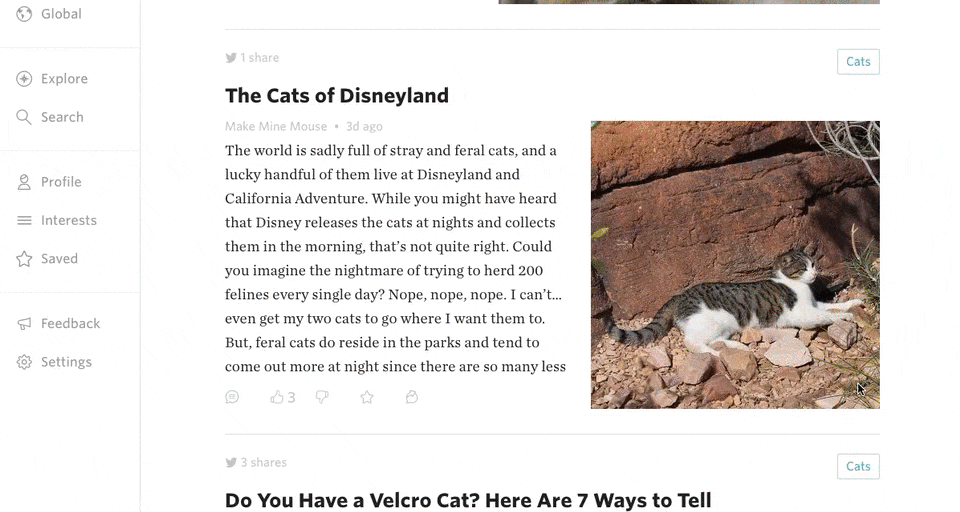 Global
Explore
Search
Profile
Interests
Saved
Feedback
Settings
1 share
Cats
The Cats of Disneyland
Make Mine Mouse • 3d ago
The world is sadly full of stray and feral cats, and a
lucky handful of them live at Disneyland and
California Adventure. While you might have heard
that Disney releases the cats at nights and collects
them in the morning, that’s not quite right. Could
you imagine the nightmare of trying to herd 200
felines every single day? Nope, nope, nope. I can’t...
even get my two cats to go where I want them to.
But, feral cats do reside in the parks and tend to
come out more at night since there are so many less
3
3 shares
Cats
Do You Have a Velcro Cat? Here Are 7 Ways to Tell